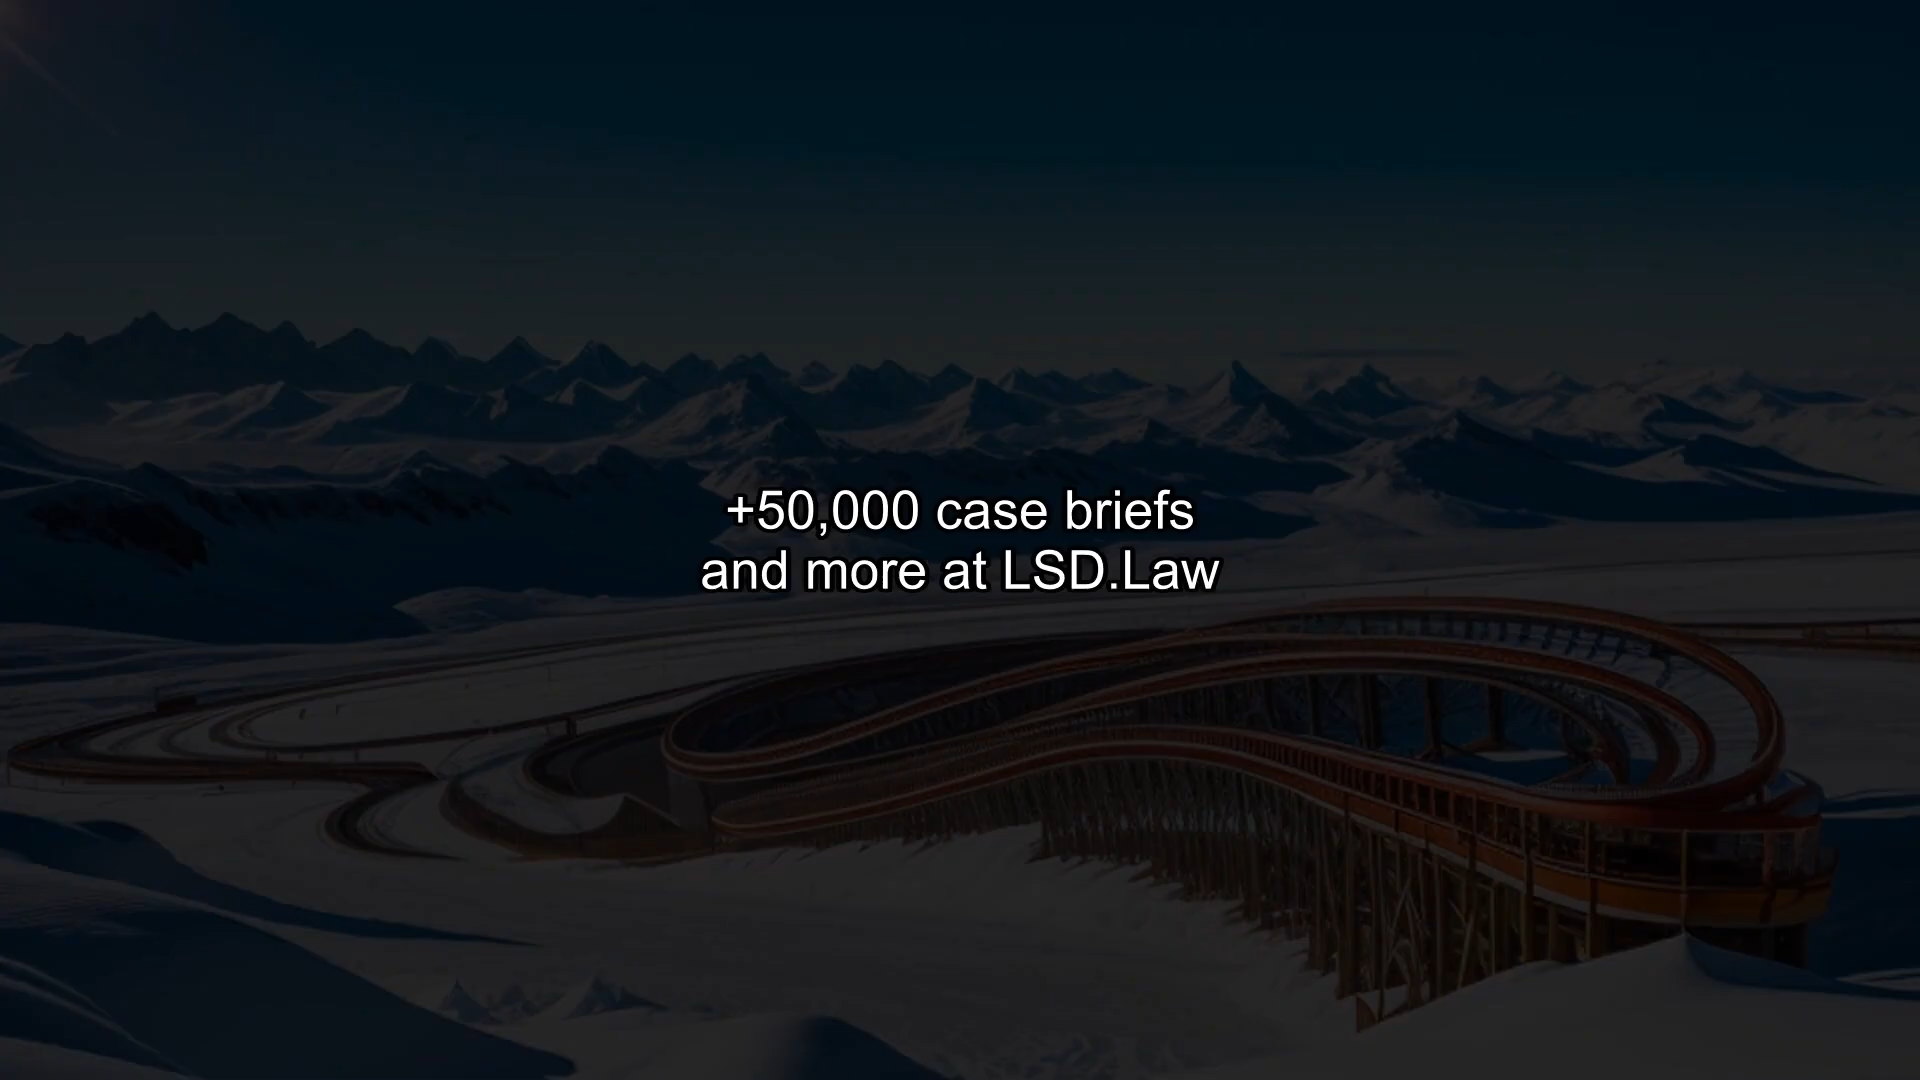 +50,000 case briefs
and more at LSD.Law